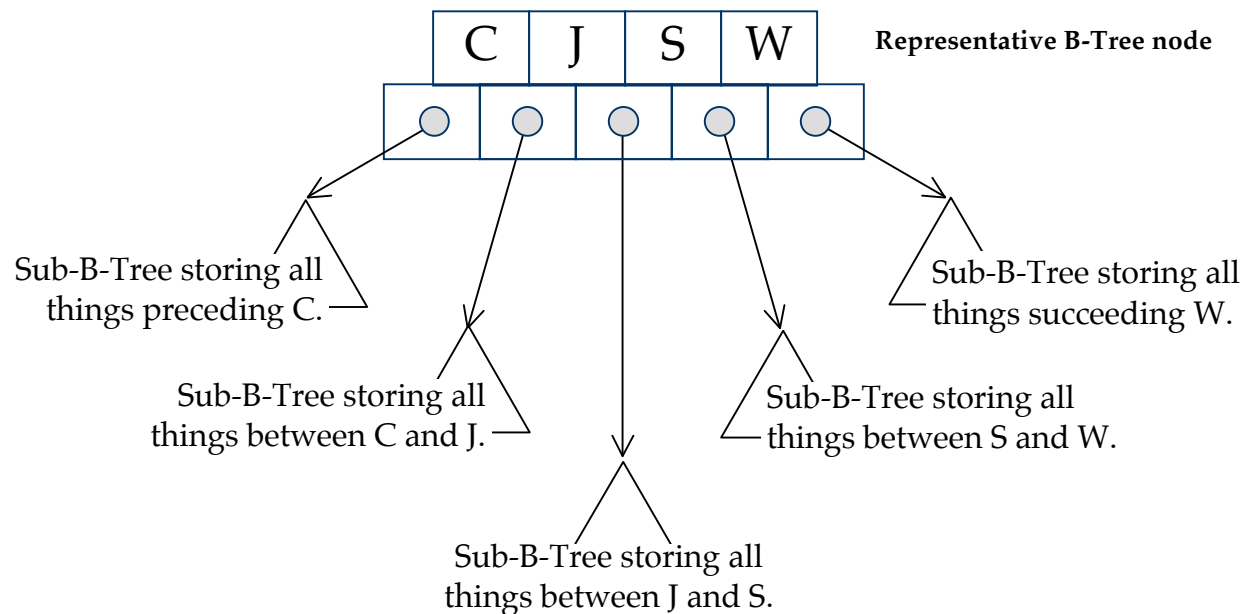 C J S W
Representative B-Tree node
Sub-B-Tree storing all
things preceding C.
Sub-B-Tree storing all
things succeeding W.
Sub-B-Tree storing all
things between C and J.
Sub-B-Tree storing all
things between S and W.
Sub-B-Tree storing all
things between J and S.